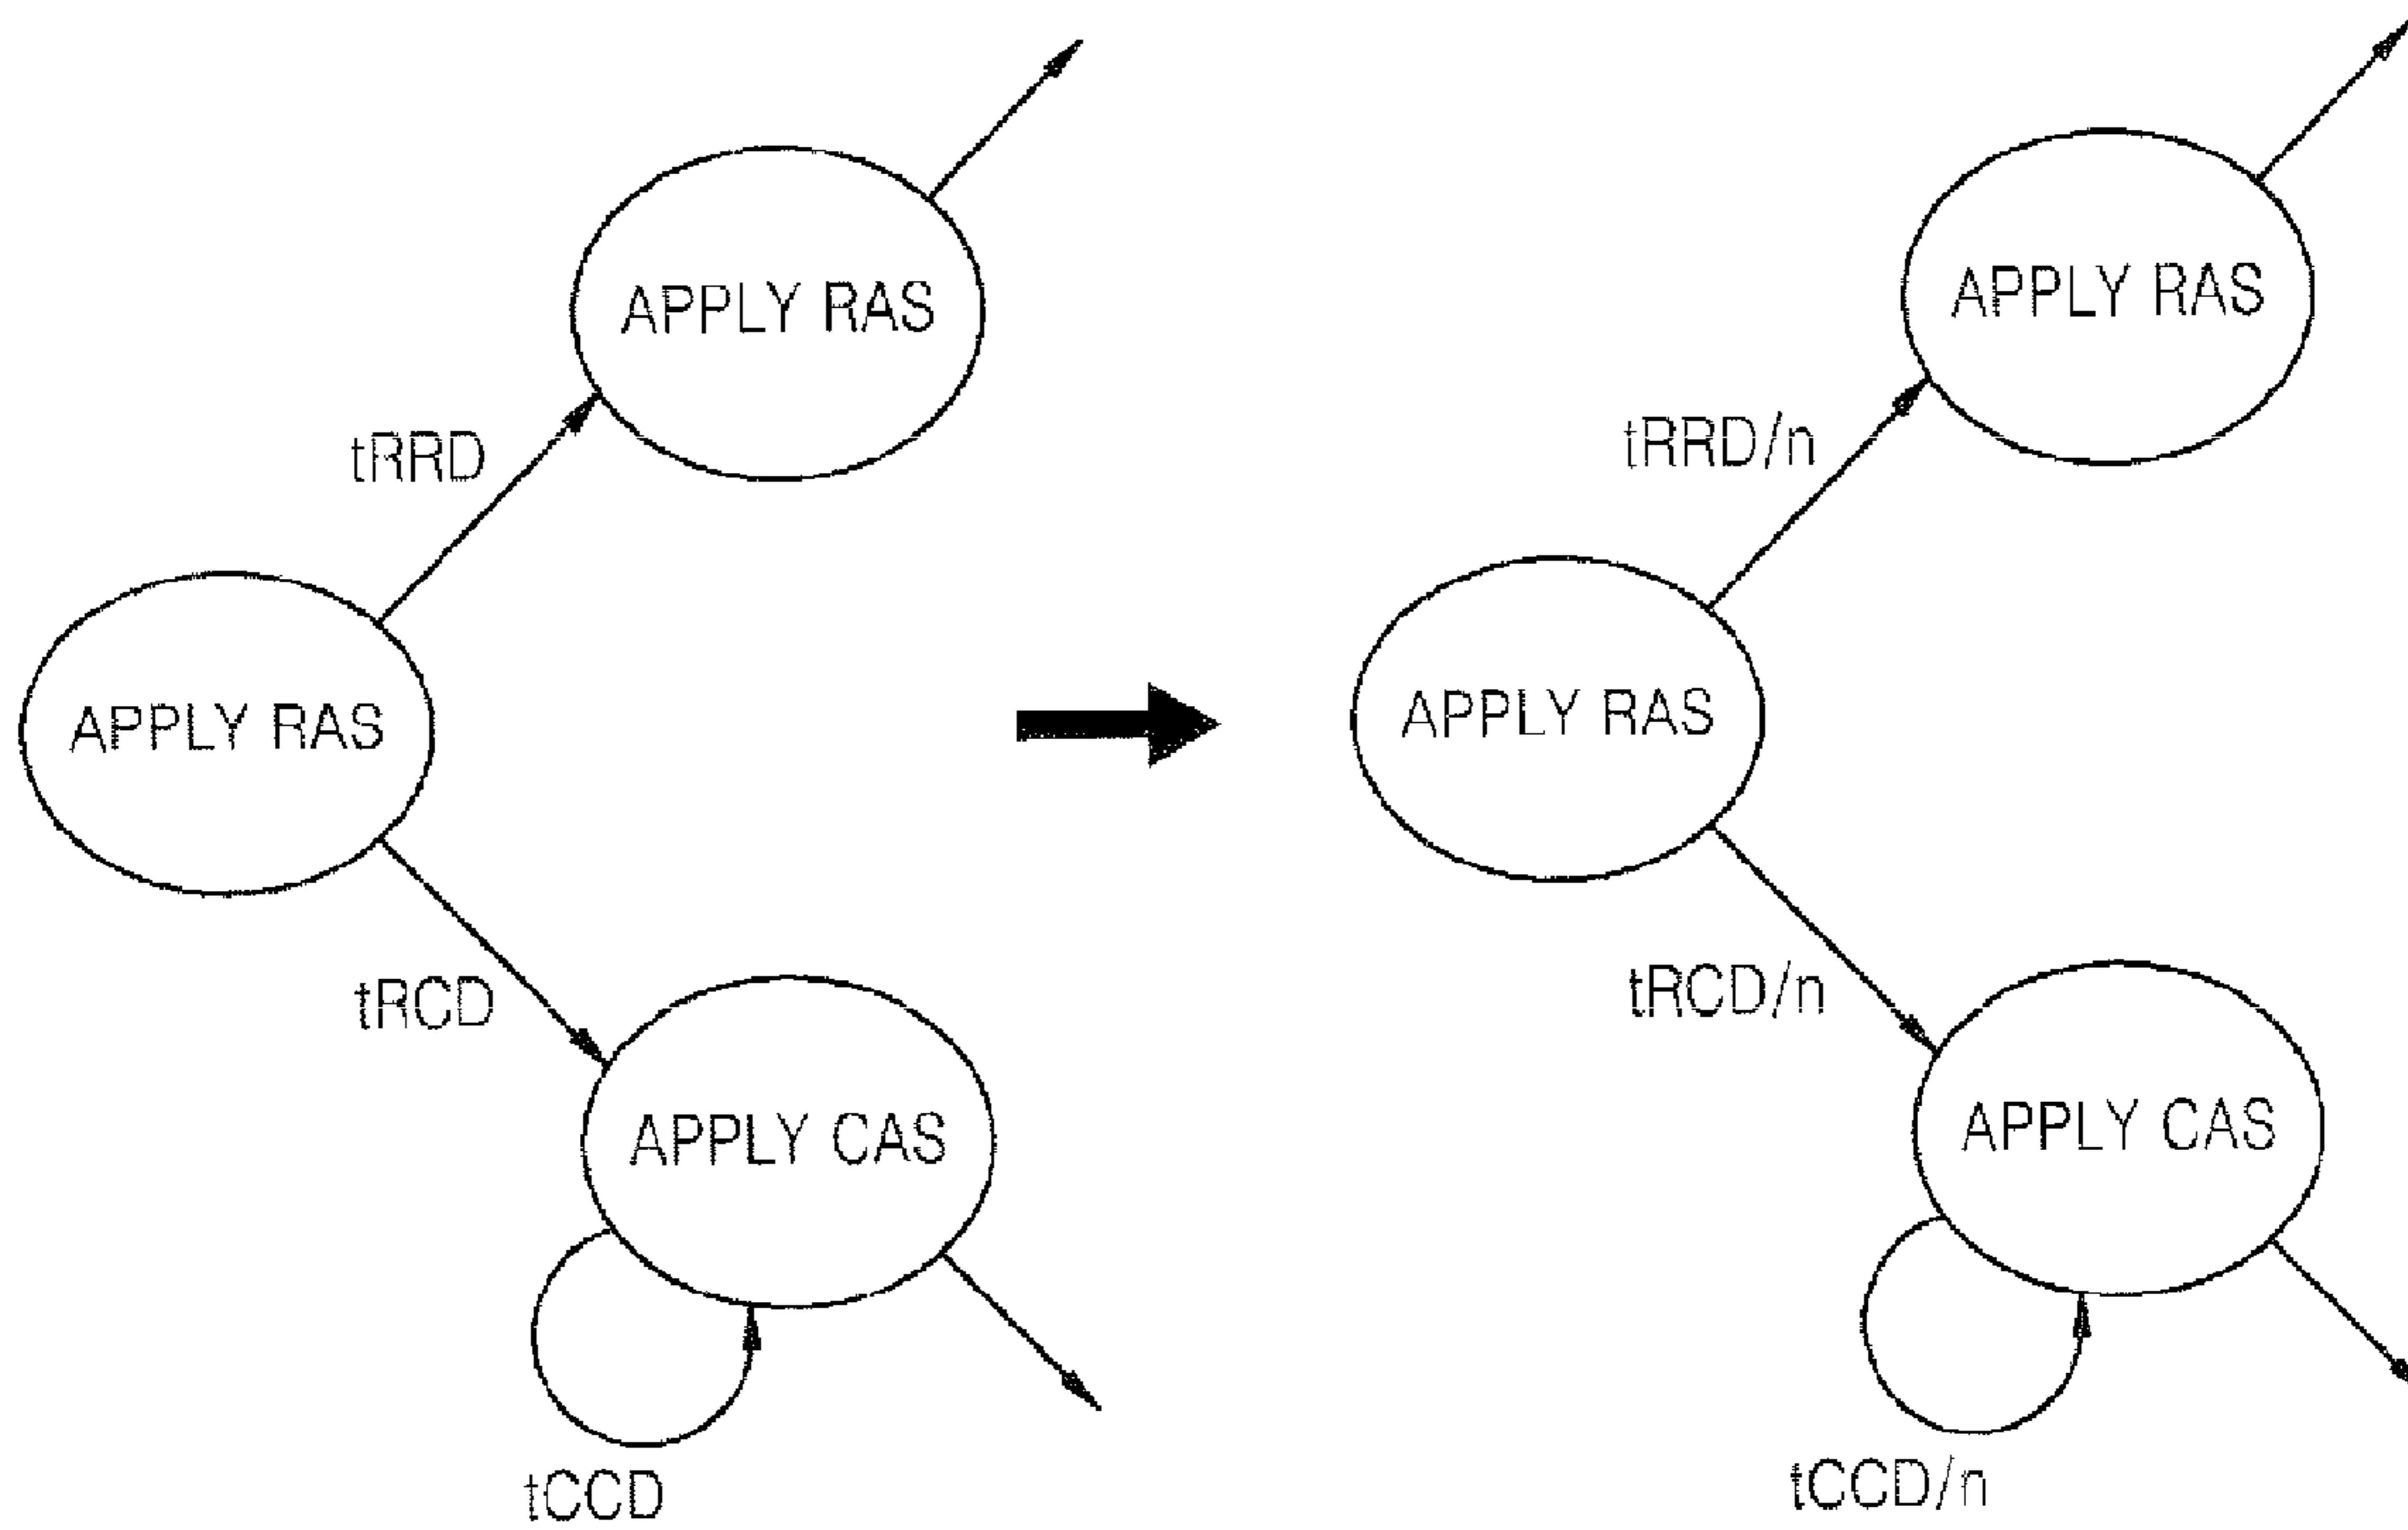 APPLY RAS
tRRD
APPLY RAS
tRCD
APPLY CAS
tCCD
APPLY RAS
tRRD/n
APPLY RAS
tRCD/n
APPLY CAS
tCCD/n